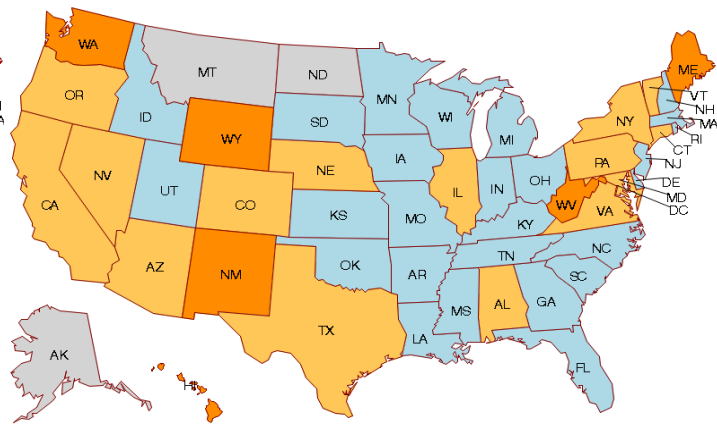 WA
ME
MT
ND
VT
OR
MN
NH
ID
SD
WI
NY
MA
WY
MI
RI
CT
IA
PA
NJ
NE
NV
OH
IL
IN
DE
UT
MD
CO
WV
CA
VA
DC
KS
MO
KY
NC
TN
AZ
OK
NM
AR
SC
MS
AL
GA
TX
LA
AK
FL
HI